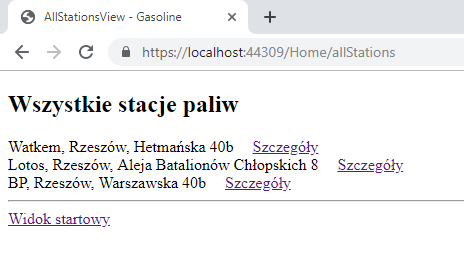 AllStationsView - Gasoline
https://localhost:44309/Home/allStations
Wszystkie stacje paliw
Watkem, Rzeszów, Hetmańska 40b Szczegóły
Lotos, Rzeszów, Aleja Batalionów Chłopskich 8 Szczegóły
BP, Rzeszów, Warszawska 40b Szczegóły
Widok startowy